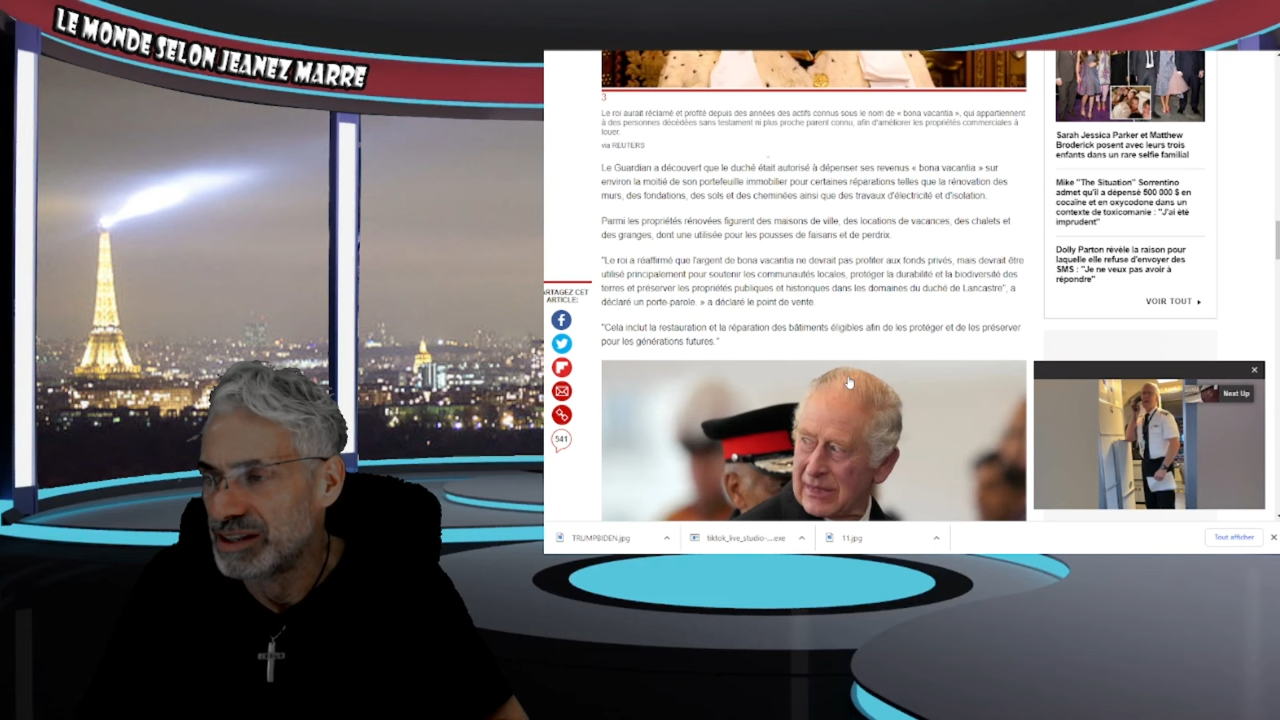 LE MONDE SELON JEANEZ MARRE
3
Le roi aurait réclamé et profité depuis des années des actifs connus sous le nom de « bona vacantia », qui appartiennent
à des personnes décédées sans testament ni plus proche parent connu, afin d'améliorer les propriétés commerciales à
louer.
via REUTERS
Le Guardian a découvert que le duché était autorisé à dépenser ses revenus « bona vacantia » sur
environ la moitié de son portefeuille immobilier pour certaines réparations telles que la rénovation des
murs, des fondations, des sols et des cheminées ainsi que des travaux d'électricité et d'isolation.
Parmi les propriétés rénovées figurent des maisons de ville, des locations de vacances, des chalets et
des granges, dont une utilisée pour les pousses de faisans et de perdrix.
"Le roi a réaffirmé que l'argent de bona vacantia ne devrait pas profiter aux fonds privés, mais devrait être
utilisé principalement pour soutenir les communautés locales, protéger la durabilité et la biodiversité des
terres et préserver les propriétés publiques et historiques dans les domaines du duché de Lancastre", a
déclaré un porte-parole. » a déclaré le point de vente.
"Cela inclut la restauration et la réparation des bâtiments éligibles afin de les protéger et de les préserver
pour les générations futures."
ARTAGEZ CET
ARTICLE:
541
Sarah Jessica Parker et Matthew
Broderick posent avec leurs trois
enfants dans un rare selfie familial
Mike "The Situation" Sorrentino
admet qu'il a dépensé 500 000 $ en
cocaïne et en oxycodone dans un
contexte de toxicomanie : "J'ai été
imprudent"
Dolly Parton révèle la raison pour
laquelle elle refuse d'envoyer des
SMS : "Je ne veux pas avoir à
répondre"
VOIR TOUT
Next Up
TRUMPBIDEN.jpg
tiktok_live_studio-....exe
11.jpg
Tout afficher